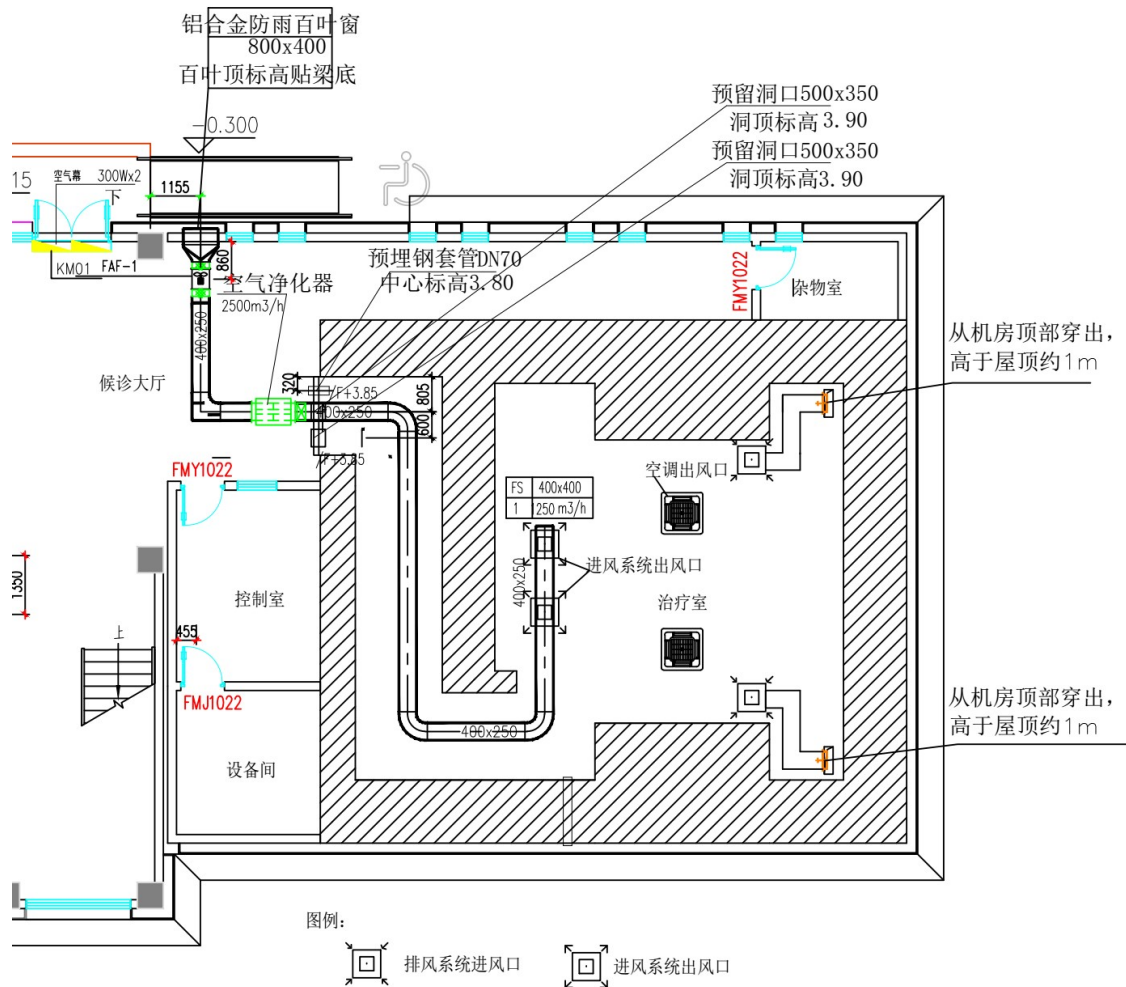 铝合金防雨百叶窗
800x400
百叶顶标高贴梁底
预留洞口500x350
洞顶标高3.90
预留洞口500x350
洞顶标高3.90
-0.300
15
空气幕
300Wx2
下
1155
KM01
FAF-1
860
空气净化器
2500m3/h
预埋钢套管DN70
中心标高3.80
FMY1022
杂物室
从机房顶部穿出，
高于屋顶约1m
400x250
候诊大厅
320
/F+3.85
805
400x250
600
/F+3.85
FMY1022
空调出风口
FS 400x400
1 250 m3/h
400x250
进风系统出风口
治疗室
1350
控制室
上
455
FMJ1022
400x250
从机房顶部穿出，
高于屋顶约1m
设备间
图例：
排风系统进风口
进风系统出风口